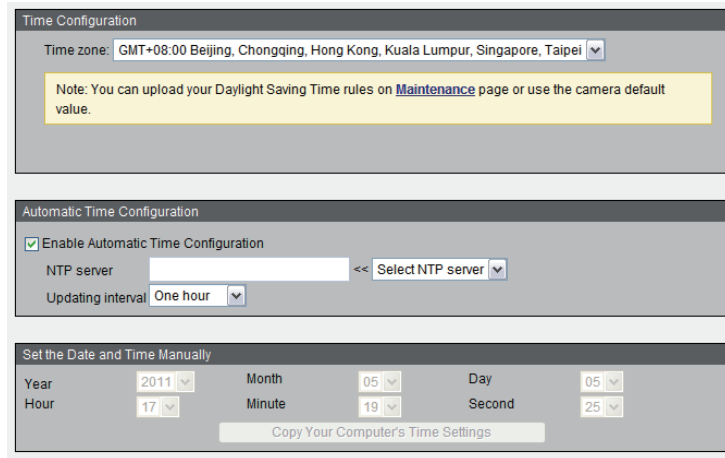 Time Configuration
Time zone: GMT+08:00 Beijing, Chongqing, Hong Kong, Kuala Lumpur, Singapore, Taipei
Note: You can upload your Daylight Saving Time rules on Maintenance page or use the camera default
value.
Automatic Time Configuration
Enable Automatic Time Configuration
NTP server << Select NTP server
Updating interval One hour
Set the Date and Time Manually
Year 2011 Month 05 Day 05
Hour 17 Minute 19 Second 25
Copy Your Computer's Time Settings